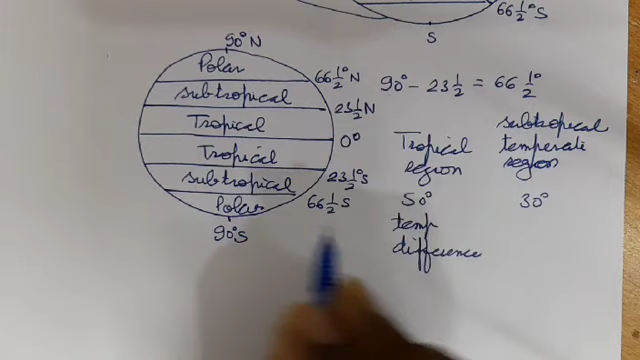 66 1/2°S
S
90°N
Polar
66 1/2°N
subtropical
23 1/2 N
Tropical
0°
Tropical
23 1/2°S
subtropical
66 1/2 S
Polar
90°S
90° - 23 1/2 = 66 1/2°
Tropical
region
50°
temp
difference
subtropical
temperate
region
30°